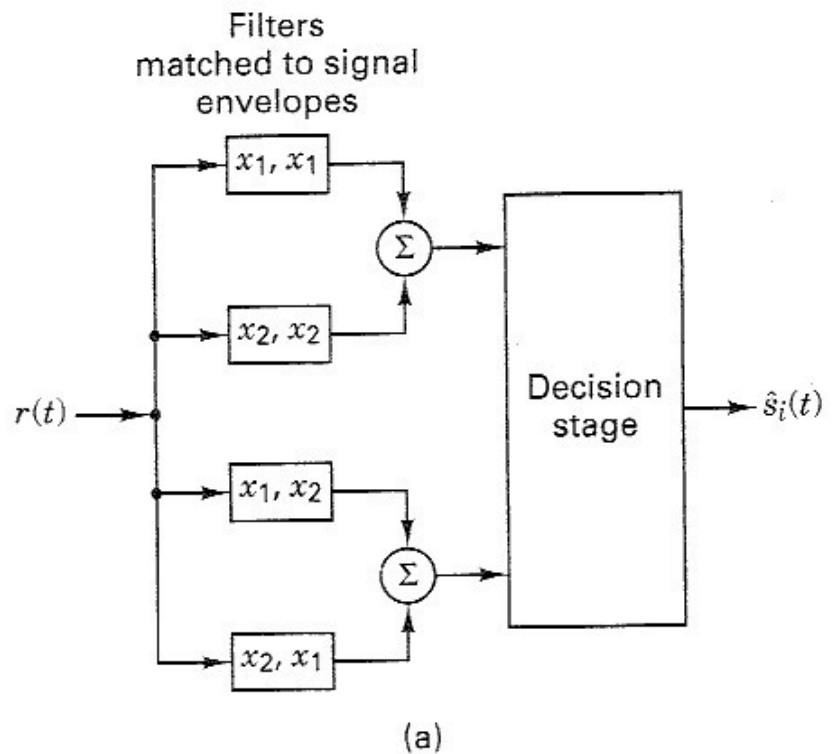 Filters
matched to signal
envelopes
x₁, x₁
Σ
x₂, x₂
r(t)
Decision
stage
ŝᵢ(t)
x₁, x₂
Σ
x₂, x₁
(a)